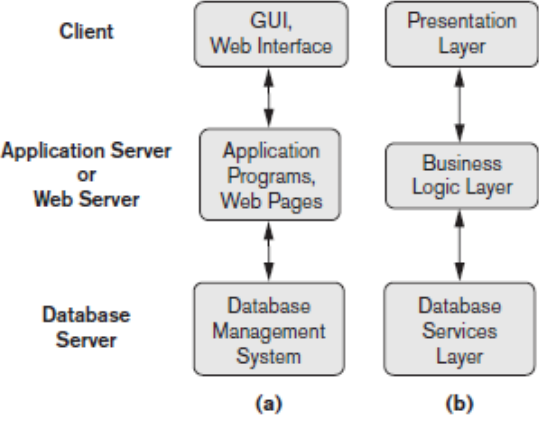 Client
GUI,
Web Interface
Presentation
Layer
Application Server
or
Web Server
Application
Programs,
Web Pages
Business
Logic Layer
Database
Server
Database
Management
System
Database
Services
Layer
(a)
(b)